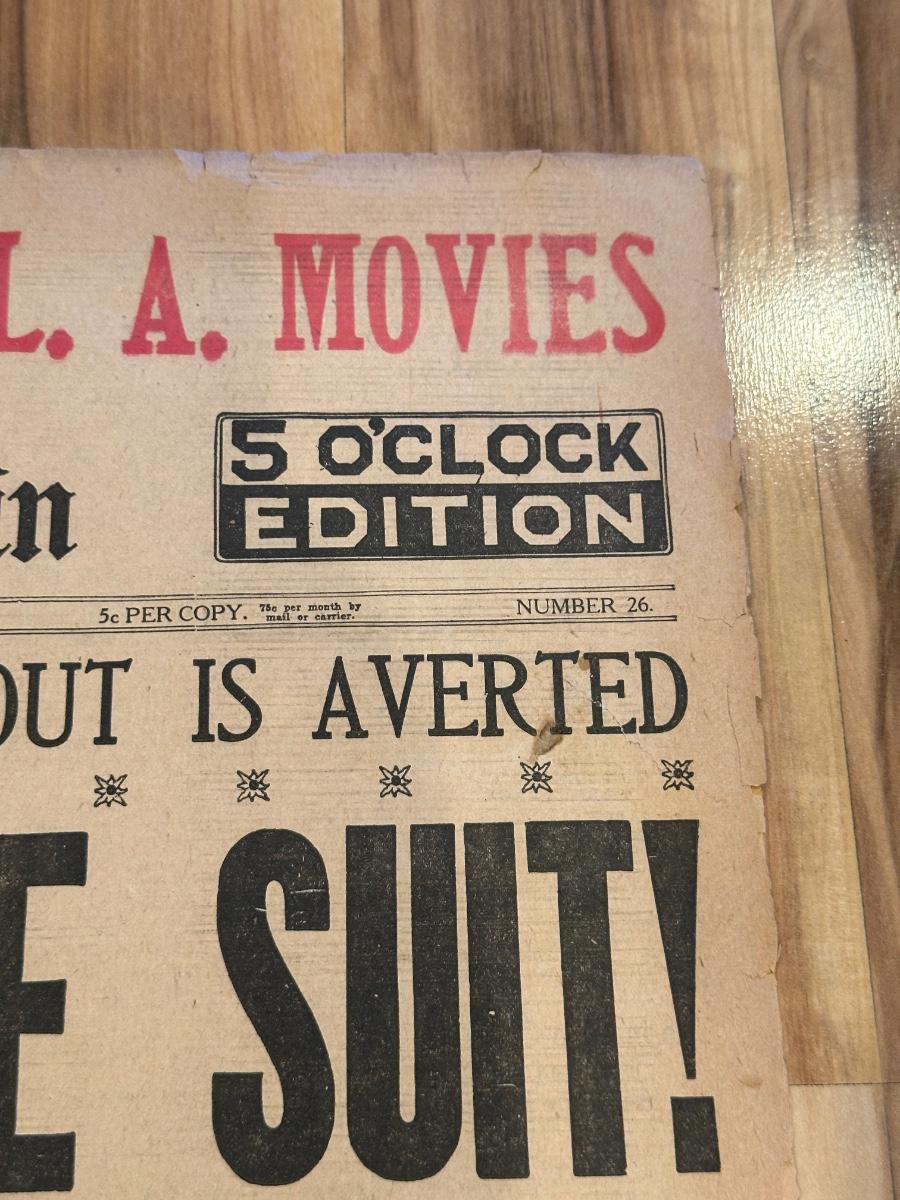 L. A. MOVIES
in
5 O'CLOCK
EDITION
5c PER COPY. 75c per month by mail or carrier. NUMBER 26.
OUT IS AVERTED
E SUIT!